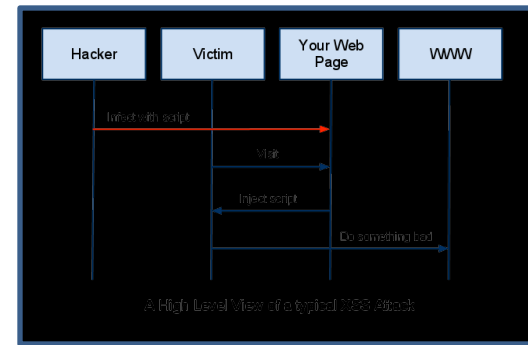 Hacker
Victim
Your Web
Page
WWW
Infect with script
Visit
Inject script
Do something bad
A High Level View of a typical XSS Attack